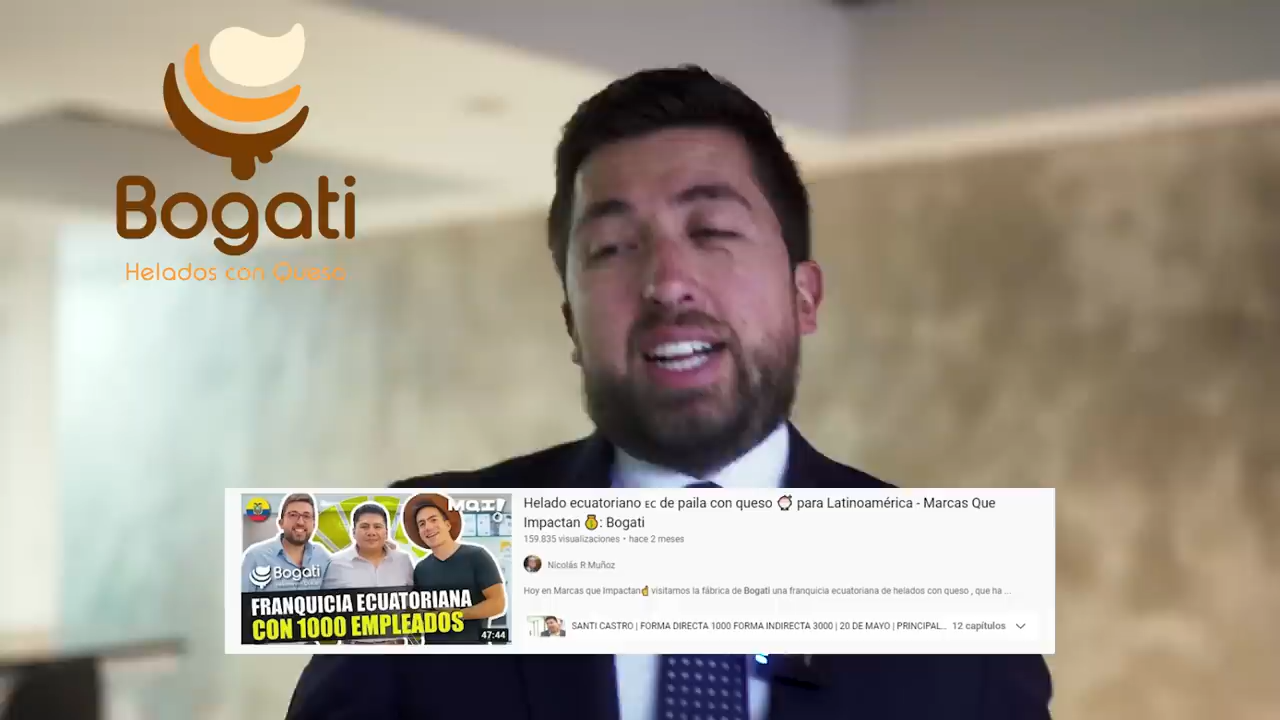 Bogati
Helados con Queso
MQI!
Bogati
FRANQUICIA ECUATORIANA
CON 1000 EMPLEADOS
47:44
Helado ecuatoriano EC de paila con queso para Latinoamérica - Marcas Que
Impactan : Bogati
159.835 visualizaciones • hace 2 meses
Nicolás R Muñoz
Hoy en Marcas que Impactan visitamos la fábrica de Bogati una franquicia ecuatoriana de helados con queso , que ha ...
SANTI CASTRO | FORMA DIRECTA 1000 FORMA INDIRECTA 3000 | 20 DE MAYO | PRINCIPAL...
12 capítulos